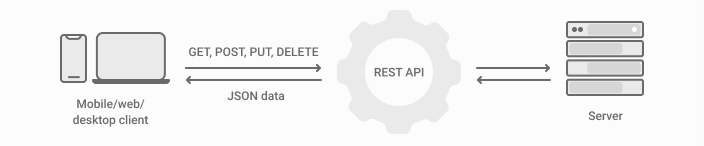 GET, POST, PUT, DELETE
REST API
JSON data
Mobile/web/
desktop client
Server